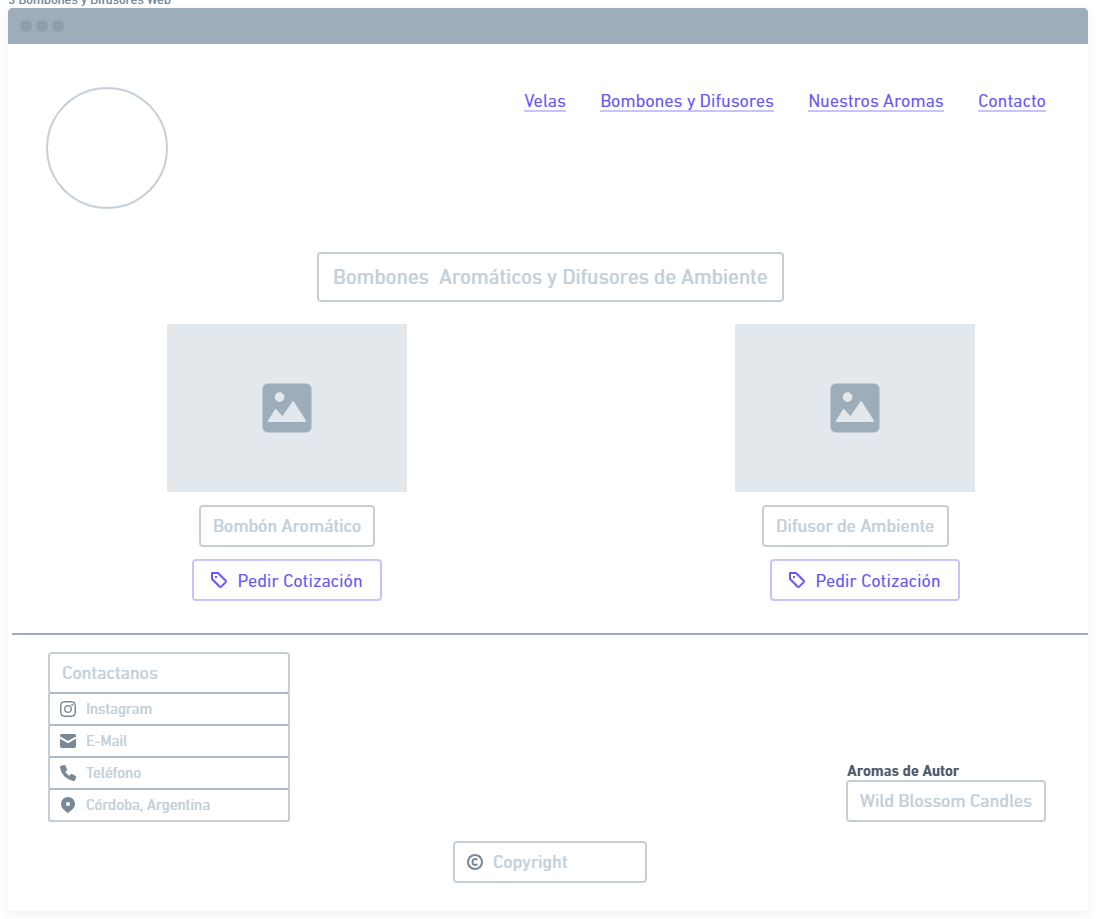 3 Bombones y Difusores Web
Velas Bombones y Difusores Nuestros Aromas Contacto
Bombones Aromáticos y Difusores de Ambiente
Bombón Aromático
Pedir Cotización
Difusor de Ambiente
Pedir Cotización
Contactanos
Instagram
E-Mail
Teléfono
Córdoba, Argentina
Aromas de Autor
Wild Blossom Candles
© Copyright